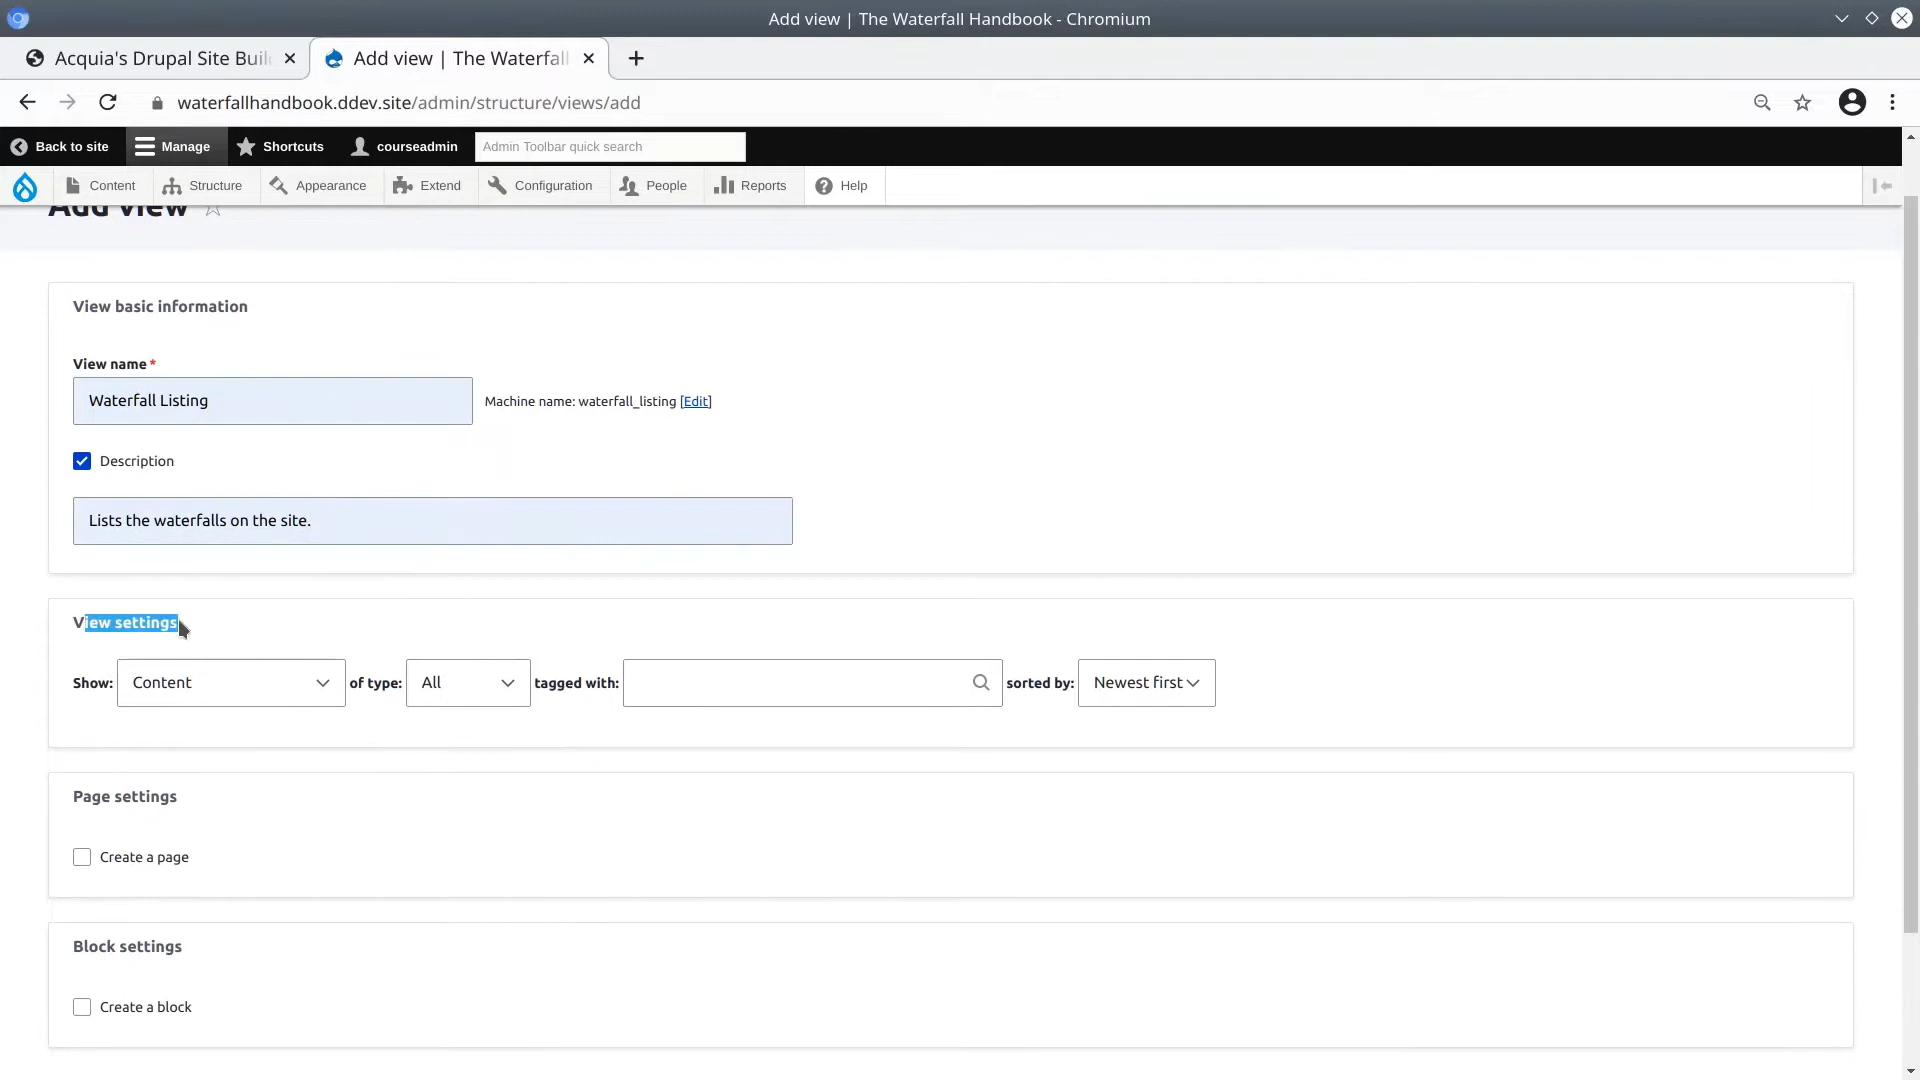 Add view | The Waterfall Handbook - Chromium
Acquia's Drupal Site Buil
Add view | The Waterfall
waterfallhandbook.ddev.site/admin/structure/views/add
Back to site Manage Shortcuts courseadmin Admin Toolbar quick search
Content Structure Appearance Extend Configuration People Reports Help
Add view
View basic information
View name *
Waterfall Listing Machine name: waterfall_listing [Edit]
Description
Lists the waterfalls on the site.
View settings
Show: Content of type: All tagged with: sorted by: Newest first
Page settings
Create a page
Block settings
Create a block